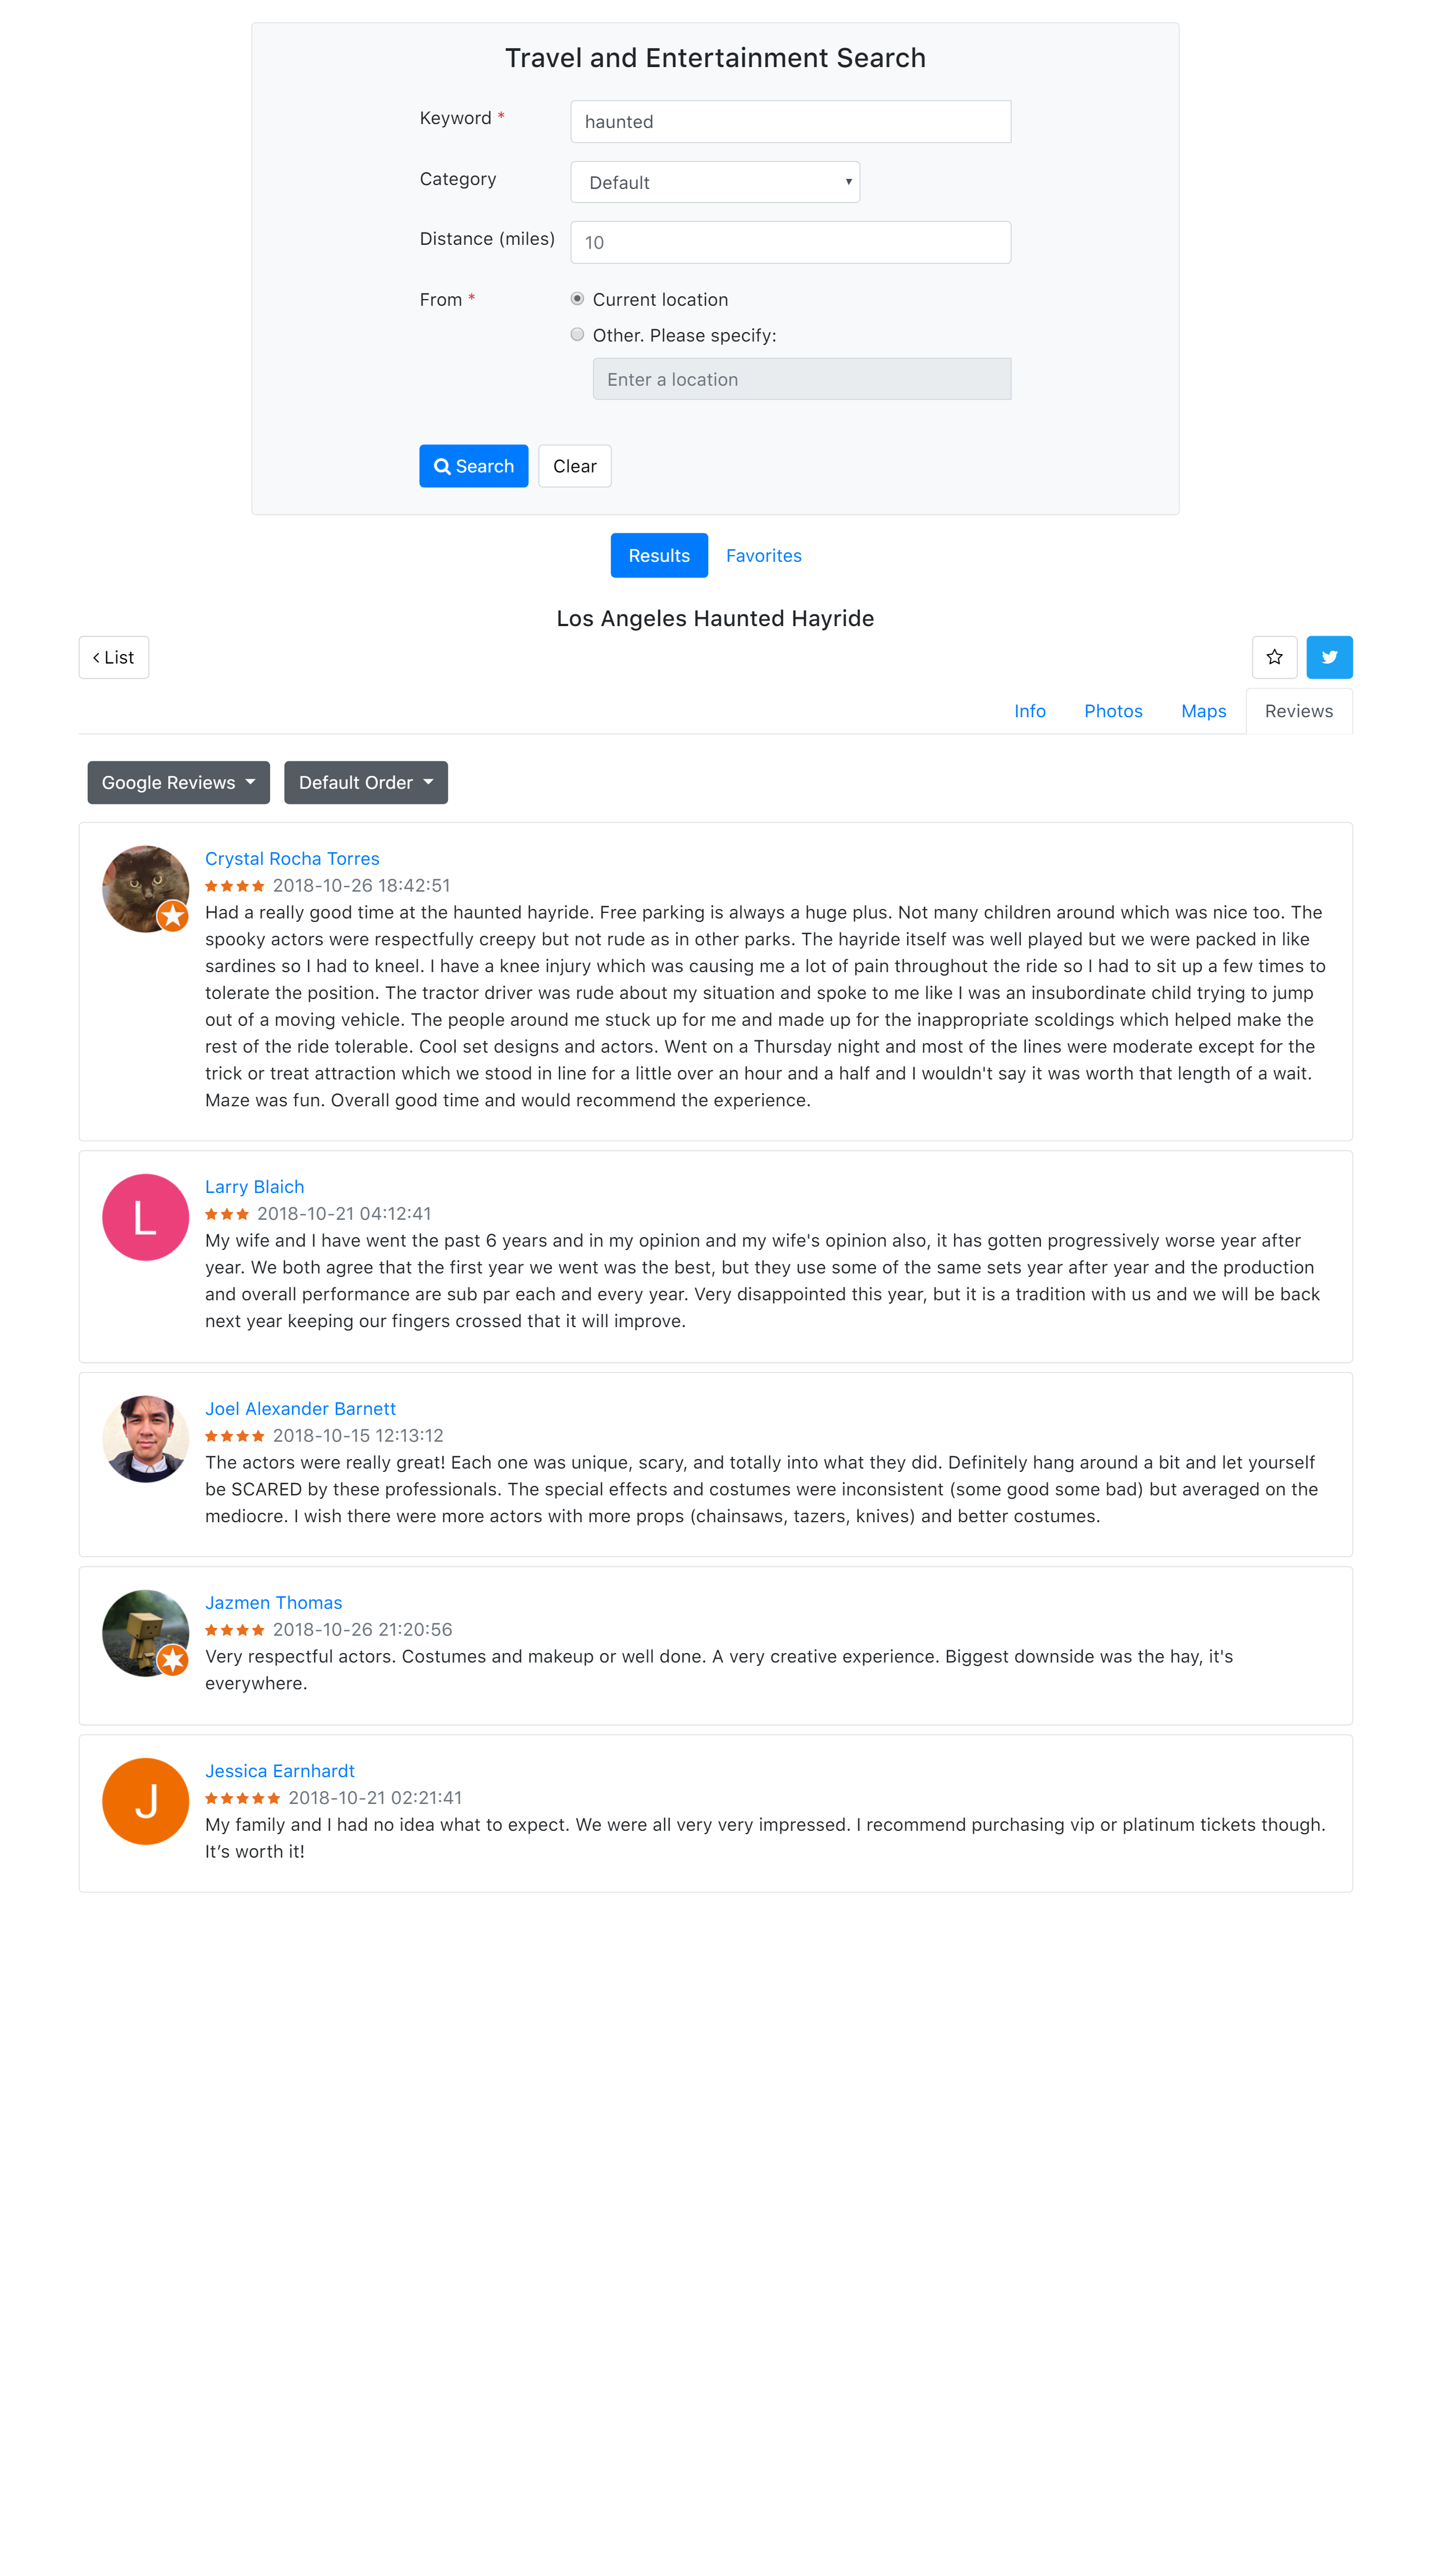 Travel and Entertainment Search
Keyword *
haunted
Category
Default
Distance (miles)
10
From *
Current location
Other. Please specify:
Enter a location
Search
Clear
Results
Favorites
Los Angeles Haunted Hayride
List
Info
Photos
Maps
Reviews
Google Reviews
Default Order
Crystal Rocha Torres
2018-10-26 18:42:51
Had a really good time at the haunted hayride. Free parking is always a huge plus. Not many children around which was nice too. The
spooky actors were respectfully creepy but not rude as in other parks. The hayride itself was well played but we were packed in like
sardines so I had to kneel. I have a knee injury which was causing me a lot of pain throughout the ride so I had to sit up a few times to
tolerate the position. The tractor driver was rude about my situation and spoke to me like I was an insubordinate child trying to jump
out of a moving vehicle. The people around me stuck up for me and made up for the inappropriate scoldings which helped make the
rest of the ride tolerable. Cool set designs and actors. Went on a Thursday night and most of the lines were moderate except for the
trick or treat attraction which we stood in line for a little over an hour and a half and I wouldn't say it was worth that length of a wait.
Maze was fun. Overall good time and would recommend the experience.
L
Larry Blaich
2018-10-21 04:12:41
My wife and I have went the past 6 years and in my opinion and my wife's opinion also, it has gotten progressively worse year after
year. We both agree that the first year we went was the best, but they use some of the same sets year after year and the production
and overall performance are sub par each and every year. Very disappointed this year, but it is a tradition with us and we will be back
next year keeping our fingers crossed that it will improve.
Joel Alexander Barnett
2018-10-15 12:13:12
The actors were really great! Each one was unique, scary, and totally into what they did. Definitely hang around a bit and let yourself
be SCARED by these professionals. The special effects and costumes were inconsistent (some good some bad) but averaged on the
mediocre. I wish there were more actors with more props (chainsaws, tazers, knives) and better costumes.
Jazmen Thomas
2018-10-26 21:20:56
Very respectful actors. Costumes and makeup or well done. A very creative experience. Biggest downside was the hay, it's
everywhere.
J
Jessica Earnhardt
2018-10-21 02:21:41
My family and I had no idea what to expect. We were all very very impressed. I recommend purchasing vip or platinum tickets though.
It’s worth it!